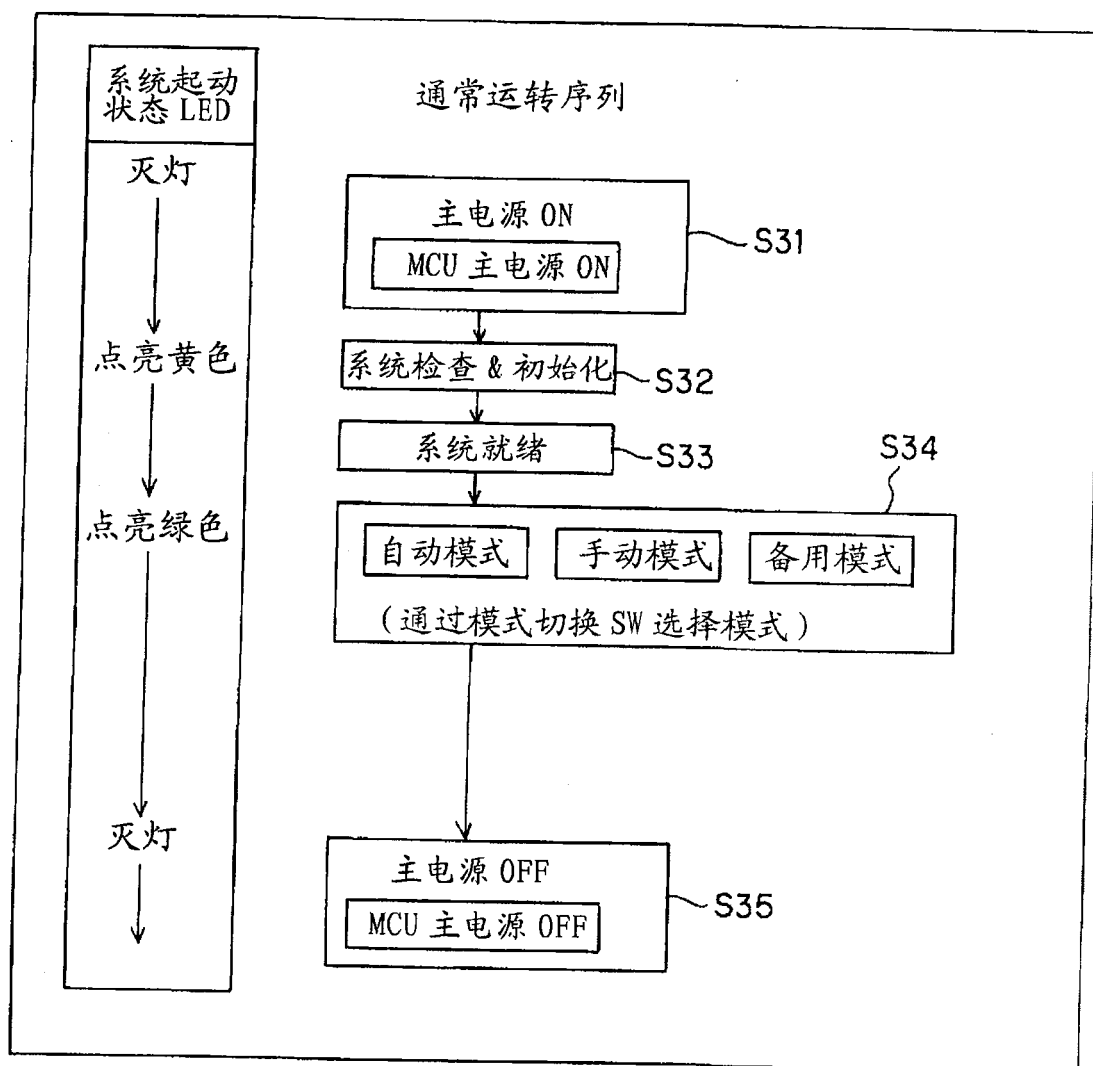 系统起动
状态 LED
通常运转序列
灭灯
主电源 ON
MCU 主电源 ON
S31
点亮黄色
系统检查 & 初始化
S32
系统就绪
S33
S34
点亮绿色
自动模式
手动模式
备用模式
(通过模式切换 SW 选择模式)
灭灯
主电源 OFF
MCU 主电源 OFF
S35